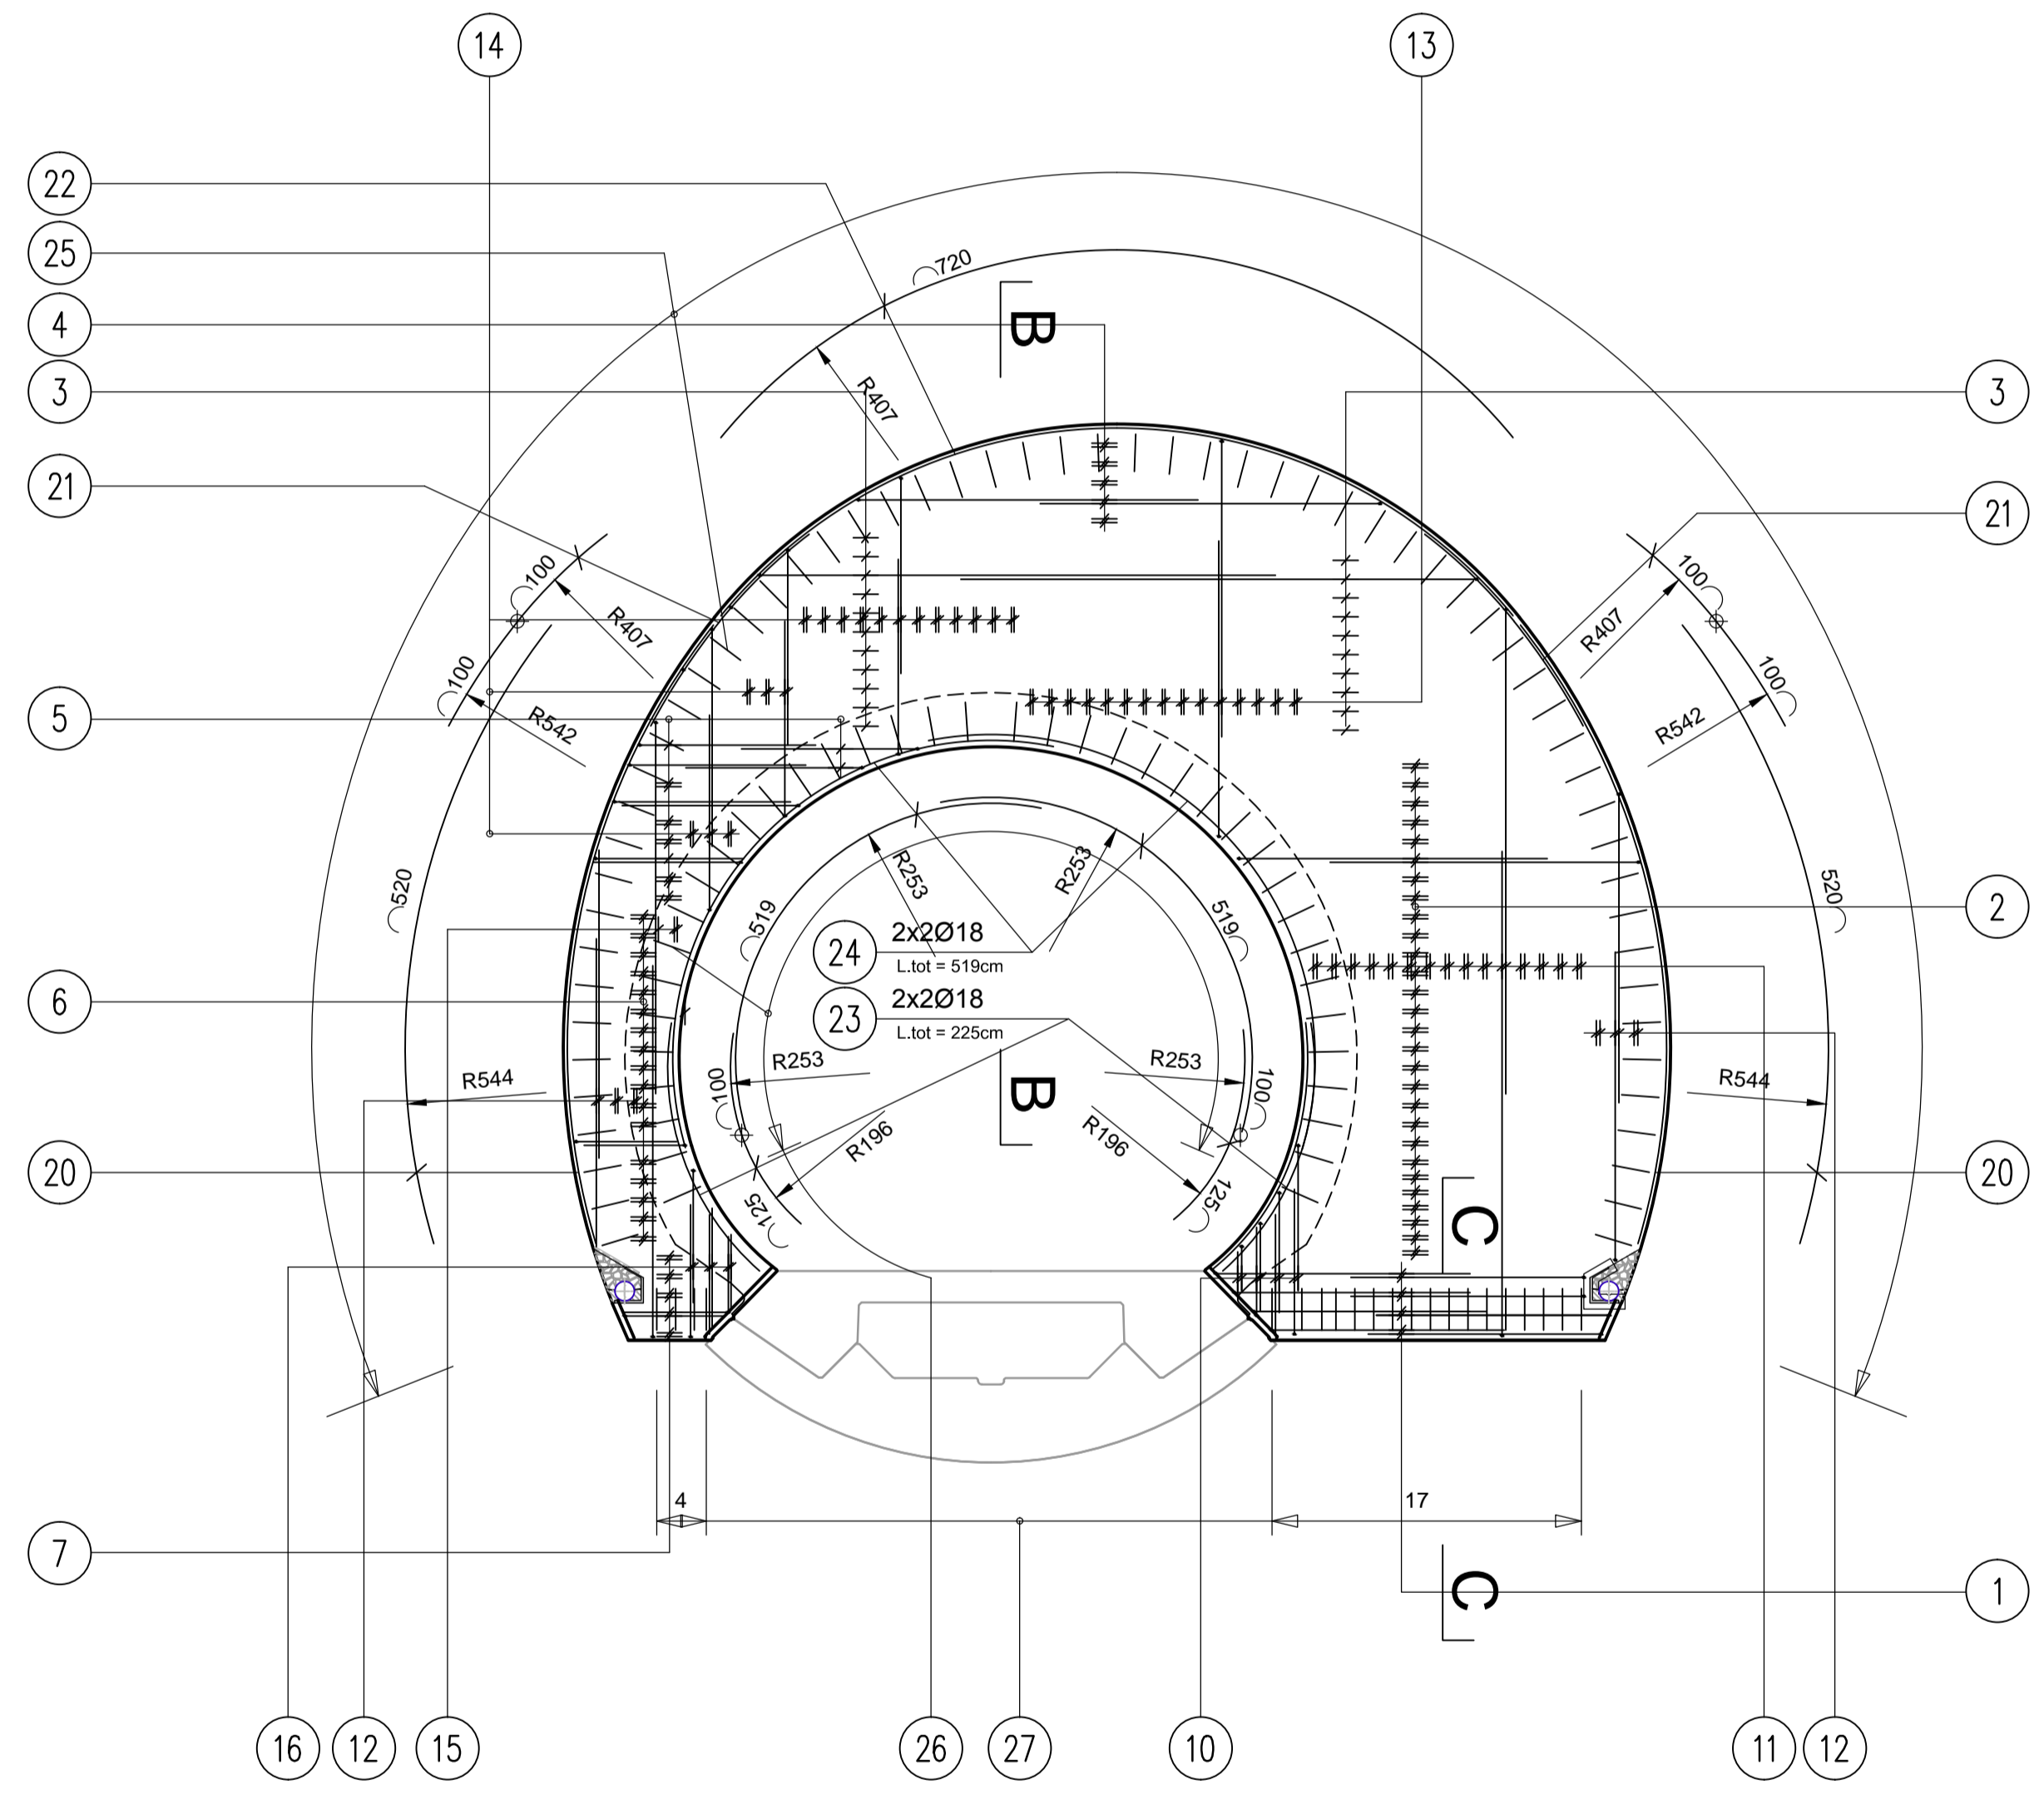 14
13
22
25
4
3
21
5
6
20
7
3
21
2
20
1
⌒720
B
R407
⌒100
R407
⌒100
R542
100⌒
R407
100⌒
R542
⌒520
520⌒
R253
R253
⌒519
519⌒
24
2x2Ø18
L.tot = 519cm
23
2x2Ø18
L.tot = 225cm
R544
R253
R253
R544
⌒100
100⌒
B
R196
R196
⌒125
125⌒
C
4
17
C
16
12
15
26
27
10
11
12